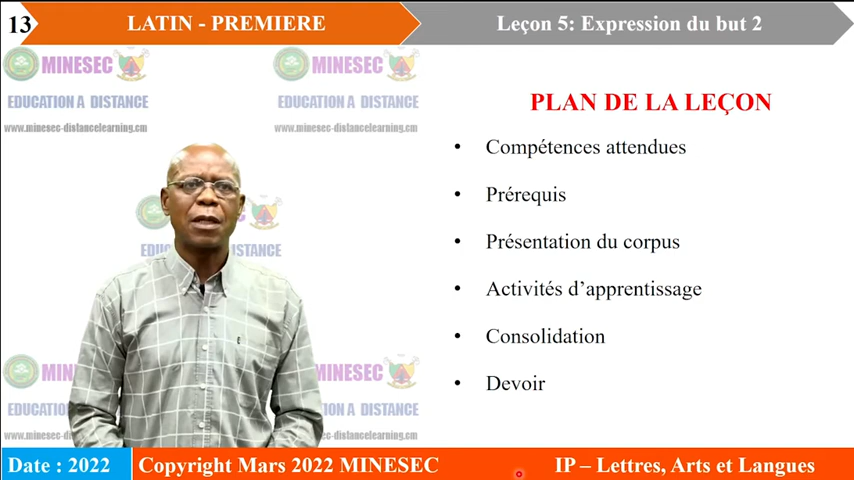 13
LATIN - PREMIERE
Leçon 5: Expression du but 2
MINESEC
MINESEC
EDUCATION A DISTANCE
EDUCATION A DISTANCE
www.minesec-distancelearning.cm
www.minesec-distancelearning.cm
PLAN DE LA LEÇON
• Compétences attendues
• Prérequis
• Présentation du corpus
• Activités d’apprentissage
• Consolidation
• Devoir
Date : 2022
Copyright Mars 2022 MINESEC
IP – Lettres, Arts et Langues